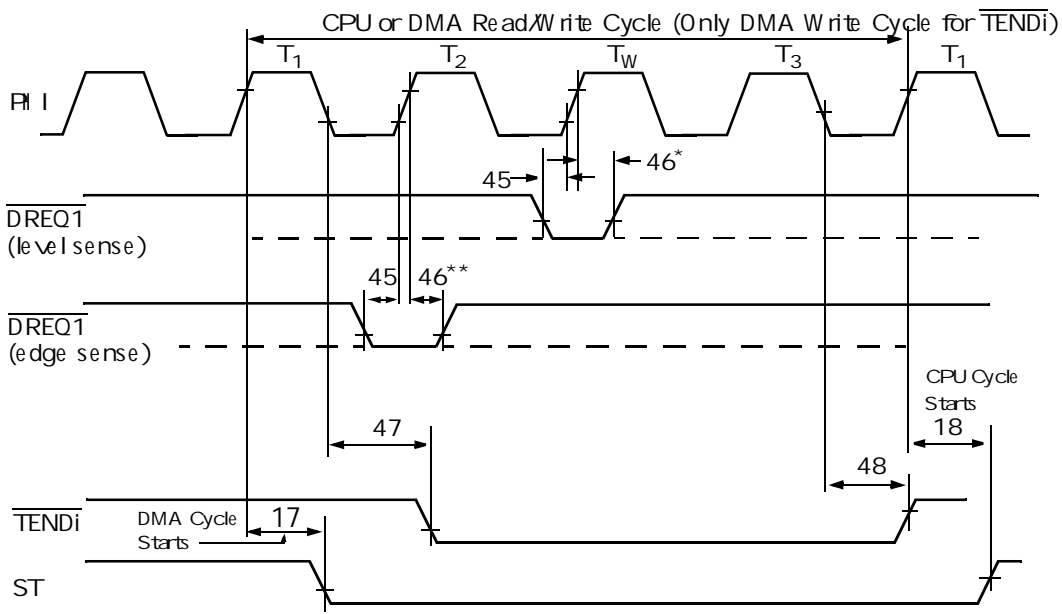 CPU or DMA Read/Write Cycle (Only DMA Write Cycle for TENDi)
T1 T2 TW T3 T1
PHI
45 46*
DREQ1
(level sense)
45 46**
DREQ1
(edge sense)
CPU Cycle
Starts
18
47
48
TENDi
DMA Cycle
Starts
17
ST